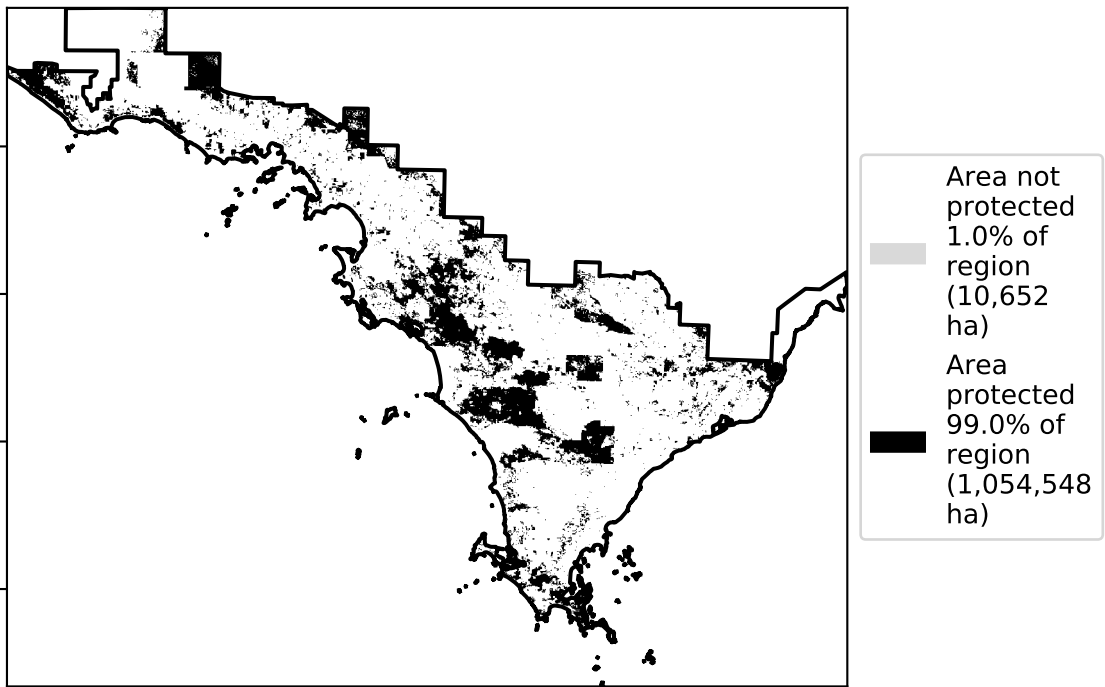 Area not
protected
1.0% of
region
(10,652
ha)
Area
protected
99.0% of
region
(1,054,548
ha)